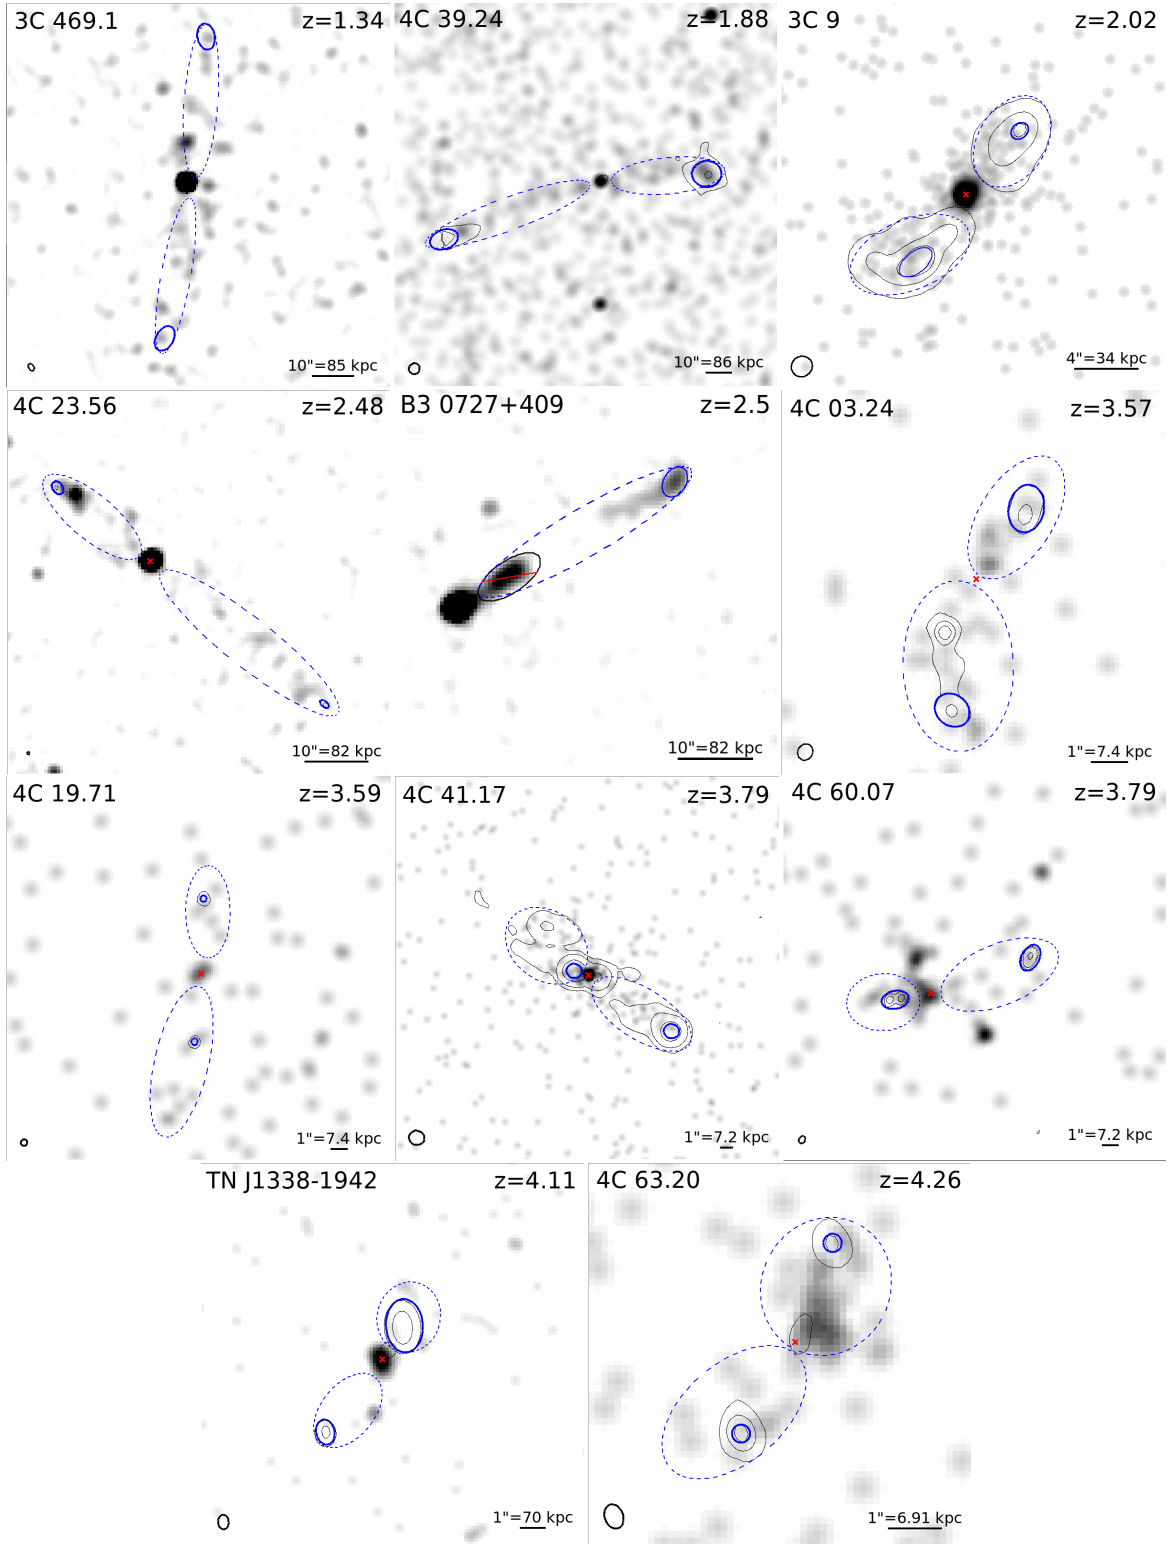 3C 469.1 z=1.34
10"=85 kpc
4C 39.24 z=1.88
10"=86 kpc
3C 9 z=2.02
4"=34 kpc
4C 23.56 z=2.48
10"=82 kpc
B3 0727+409 z=2.5
10"=82 kpc
4C 03.24 z=3.57
1"=7.4 kpc
4C 19.71 z=3.59
1"=7.4 kpc
4C 41.17 z=3.79
1"=7.2 kpc
4C 60.07 z=3.79
1"=7.2 kpc
TN J1338-1942 z=4.11
1"=70 kpc
4C 63.20 z=4.26
1"=6.91 kpc